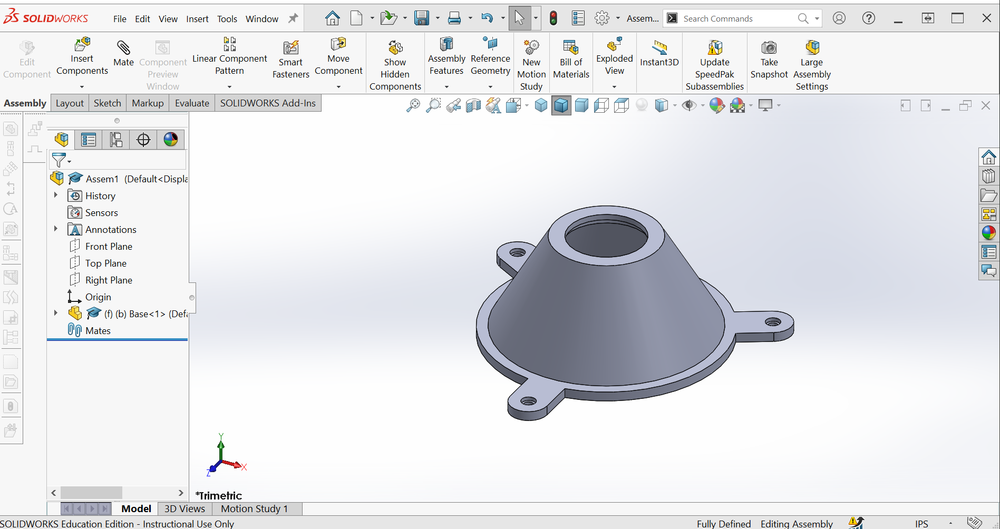 SOLIDWORKS File Edit View Insert Tools Window Assem... Search Commands
Edit Component
Insert Components
Mate
Component Preview Window
Linear Component Pattern
Smart Fasteners
Move Component
Show Hidden Components
Assembly Features
Reference Geometry
New Motion Study
Bill of Materials
Exploded View
Instant3D
Update SpeedPak Subassemblies
Take Snapshot
Large Assembly Settings
Assembly Layout Sketch Markup Evaluate SOLIDWORKS Add-Ins
Assem1 (Default<Displa
History
Sensors
Annotations
Front Plane
Top Plane
Right Plane
Origin
(f) (b) Base<1> (Defa
Mates
Y
X
Z
*Trimetric
Model 3D Views Motion Study 1
SOLIDWORKS Education Edition - Instructional Use Only Fully Defined Editing Assembly IPS